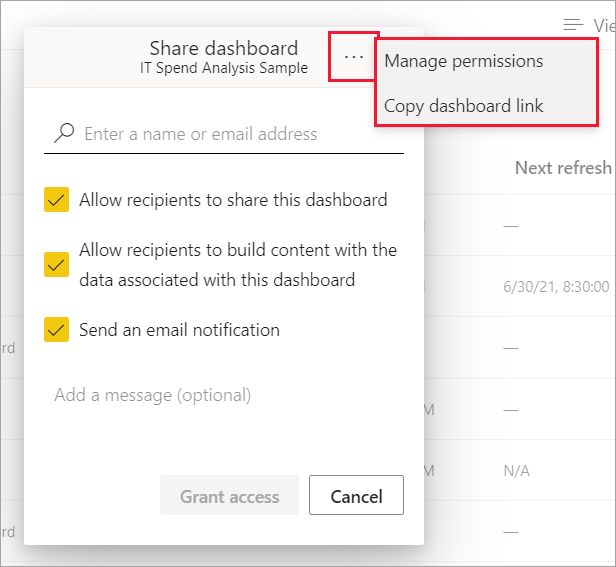 Vie
Share dashboard
IT Spend Analysis Sample
...
Manage permissions
Copy dashboard link
Enter a name or email address
Next refresh
Allow recipients to share this dashboard
—
Allow recipients to build content with the
data associated with this dashboard
6/30/21, 8:30:00
Send an email notification
rd
—
Add a message (optional)
M
—
M
N/A
Grant access
Cancel
rd
—